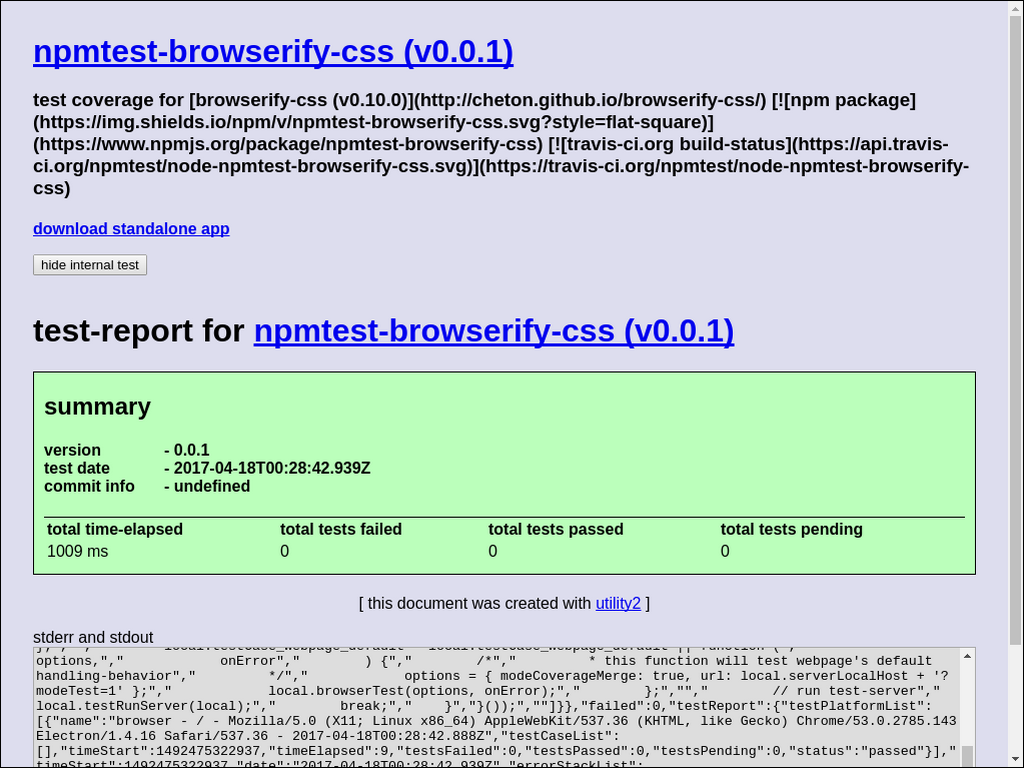 npmtest-browserify-css (v0.0.1)
test coverage for [browserify-css (v0.10.0)](http://cheton.github.io/browserify-css/) [![npm package]
(https://img.shields.io/npm/v/npmtest-browserify-css.svg?style=flat-square)]
(https://www.npmjs.org/package/npmtest-browserify-css) [![travis-ci.org build-status](https://api.travis-
ci.org/npmtest/node-npmtest-browserify-css.svg)](https://travis-ci.org/npmtest/node-npmtest-browserify-
css)
download standalone app
hide internal test
test-report for npmtest-browserify-css (v0.0.1)
summary
version - 0.0.1
test date - 2017-04-18T00:28:42.939Z
commit info - undefined
total time-elapsed total tests failed total tests passed total tests pending
1009 ms 0 0 0
[ this document was created with utility2 ]
stderr and stdout
options," onError"," ) {"," /*"," * this function will test webpage's default
handling-behavior"," */"," options = { modeCoverageMerge: true, url: local.serverLocalHost + '?
modeTest=1' };"," local.browserTest(options, onError);"," };",""," // run test-server","
local.testRunServer(local);"," break;"," }","}());",""]}},"failed":0,"testReport":{"testPlatformList":
[{"name":"browser - / - Mozilla/5.0 (X11; Linux x86_64) AppleWebKit/537.36 (KHTML, like Gecko) Chrome/53.0.2785.143
Electron/1.4.16 Safari/537.36 - 2017-04-18T00:28:42.888Z","testCaseList":
[],"timeStart":1492475322937,"timeElapsed":9,"testsFailed":0,"testsPassed":0,"testsPending":0,"status":"passed"}],"
timeStart":1492475322937,"date":"2017-04-18T00:28:42.939Z","errorStackList":